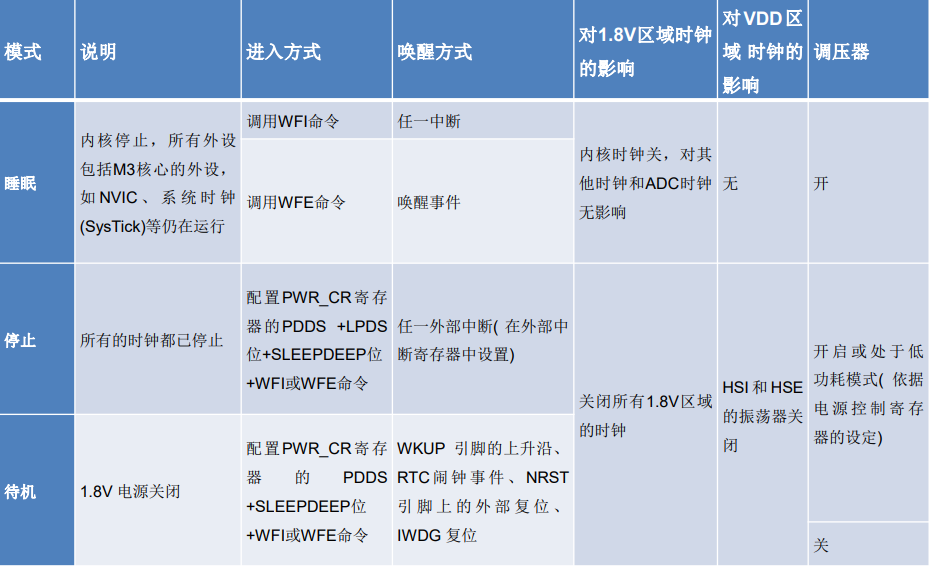 模式
说明
进入方式
唤醒方式
对1.8V区域时钟
的影响
对VDD区
域 时钟的
影响
调压器
睡眠
内核停止，所有外设
包括M3核心的外设，
如NVIC、系统时钟
(SysTick)等仍在运行
调用WFI命令
任一中断
调用WFE命令
唤醒事件
内核时钟关，对其
他时钟和ADC时钟
无影响
无
开
停止
所有的时钟都已停止
配置PWR_CR寄存
器的PDDS +LPDS
位+SLEEPDEEP位
+WFI或WFE命令
任一外部中断( 在外部中
断寄存器中设置)
关闭所有1.8V区域
的时钟
HSI和HSE
的振荡器关
闭
开启或处于低
功耗模式( 依据
电源控制寄存
器的设定)
待机
1.8V 电源关闭
配置PWR_CR寄存
器 的 PDDS
+SLEEPDEEP位
+WFI或WFE命令
WKUP 引脚的上升沿、
RTC闹钟事件、NRST
引脚上的外部复位、
IWDG 复位
关